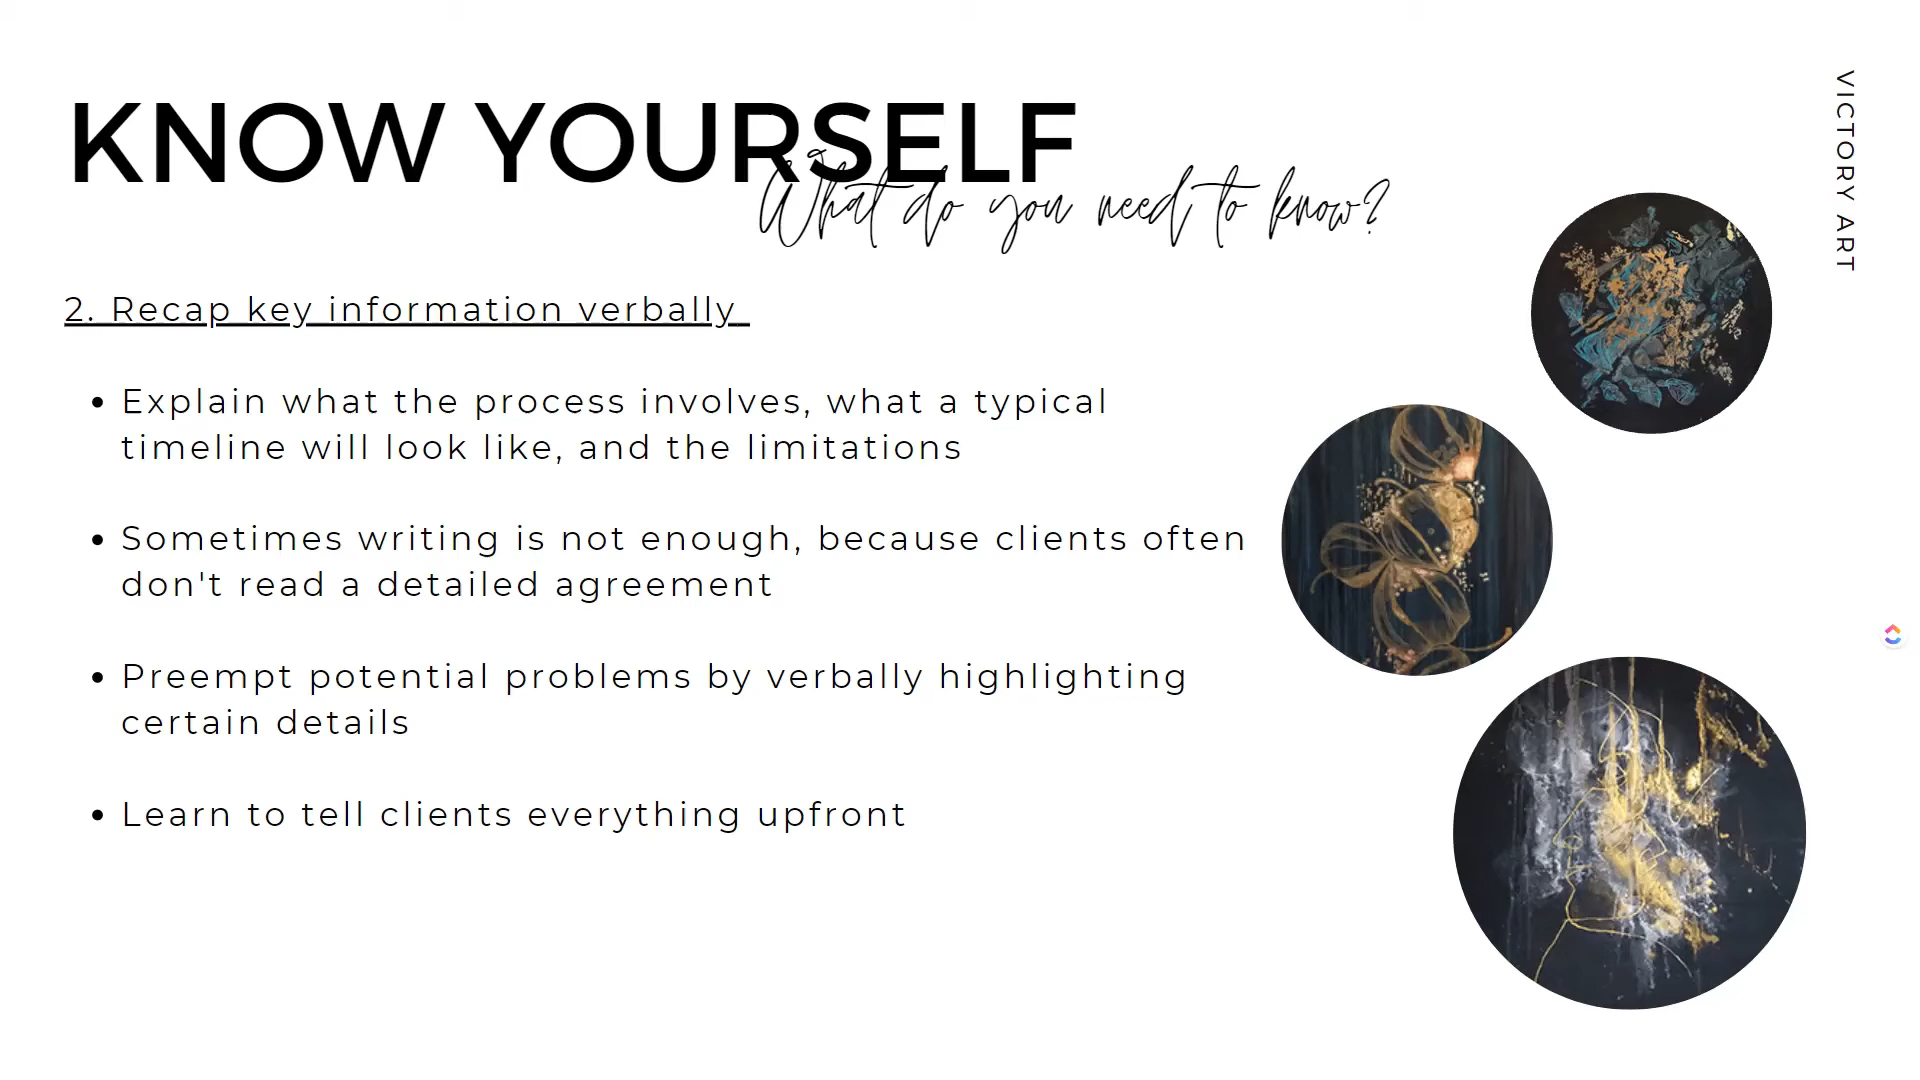 KNOW YOURSELF
What do you need to know?
VICTORY ART
2. Recap key information verbally
• Explain what the process involves, what a typical
timeline will look like, and the limitations
• Sometimes writing is not enough, because clients often
don't read a detailed agreement
• Preempt potential problems by verbally highlighting
certain details
• Learn to tell clients everything upfront